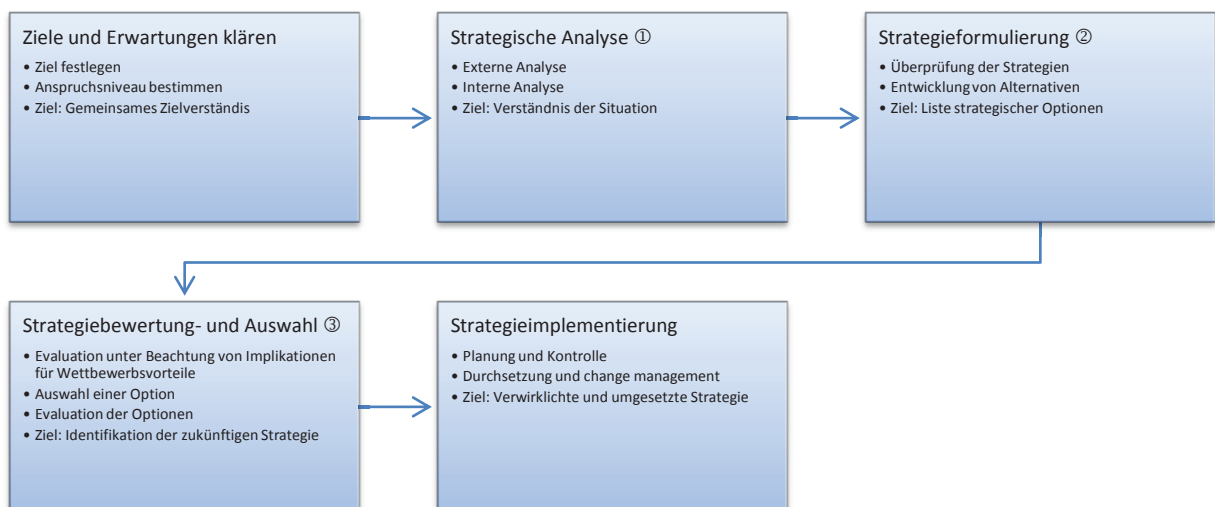 Ziele und Erwartungen klären
• Ziel festlegen
• Anspruchsniveau bestimmen
• Ziel: Gemeinsames Zielverständis
Strategische Analyse ①
• Externe Analyse
• Interne Analyse
• Ziel: Verständnis der Situation
Strategieformulierung ②
• Überprüfung der Strategien
• Entwicklung von Alternativen
• Ziel: Liste strategischer Optionen
Strategiebewertung- und Auswahl ③
• Evaluation unter Beachtung von Implikationen
für Wettbewerbsvorteile
• Auswahl einer Option
• Evaluation der Optionen
• Ziel: Identifikation der zukünftigen Strategie
Strategieimplementierung
• Planung und Kontrolle
• Durchsetzung und change management
• Ziel: Verwirklichte und umgesetzte Strategie